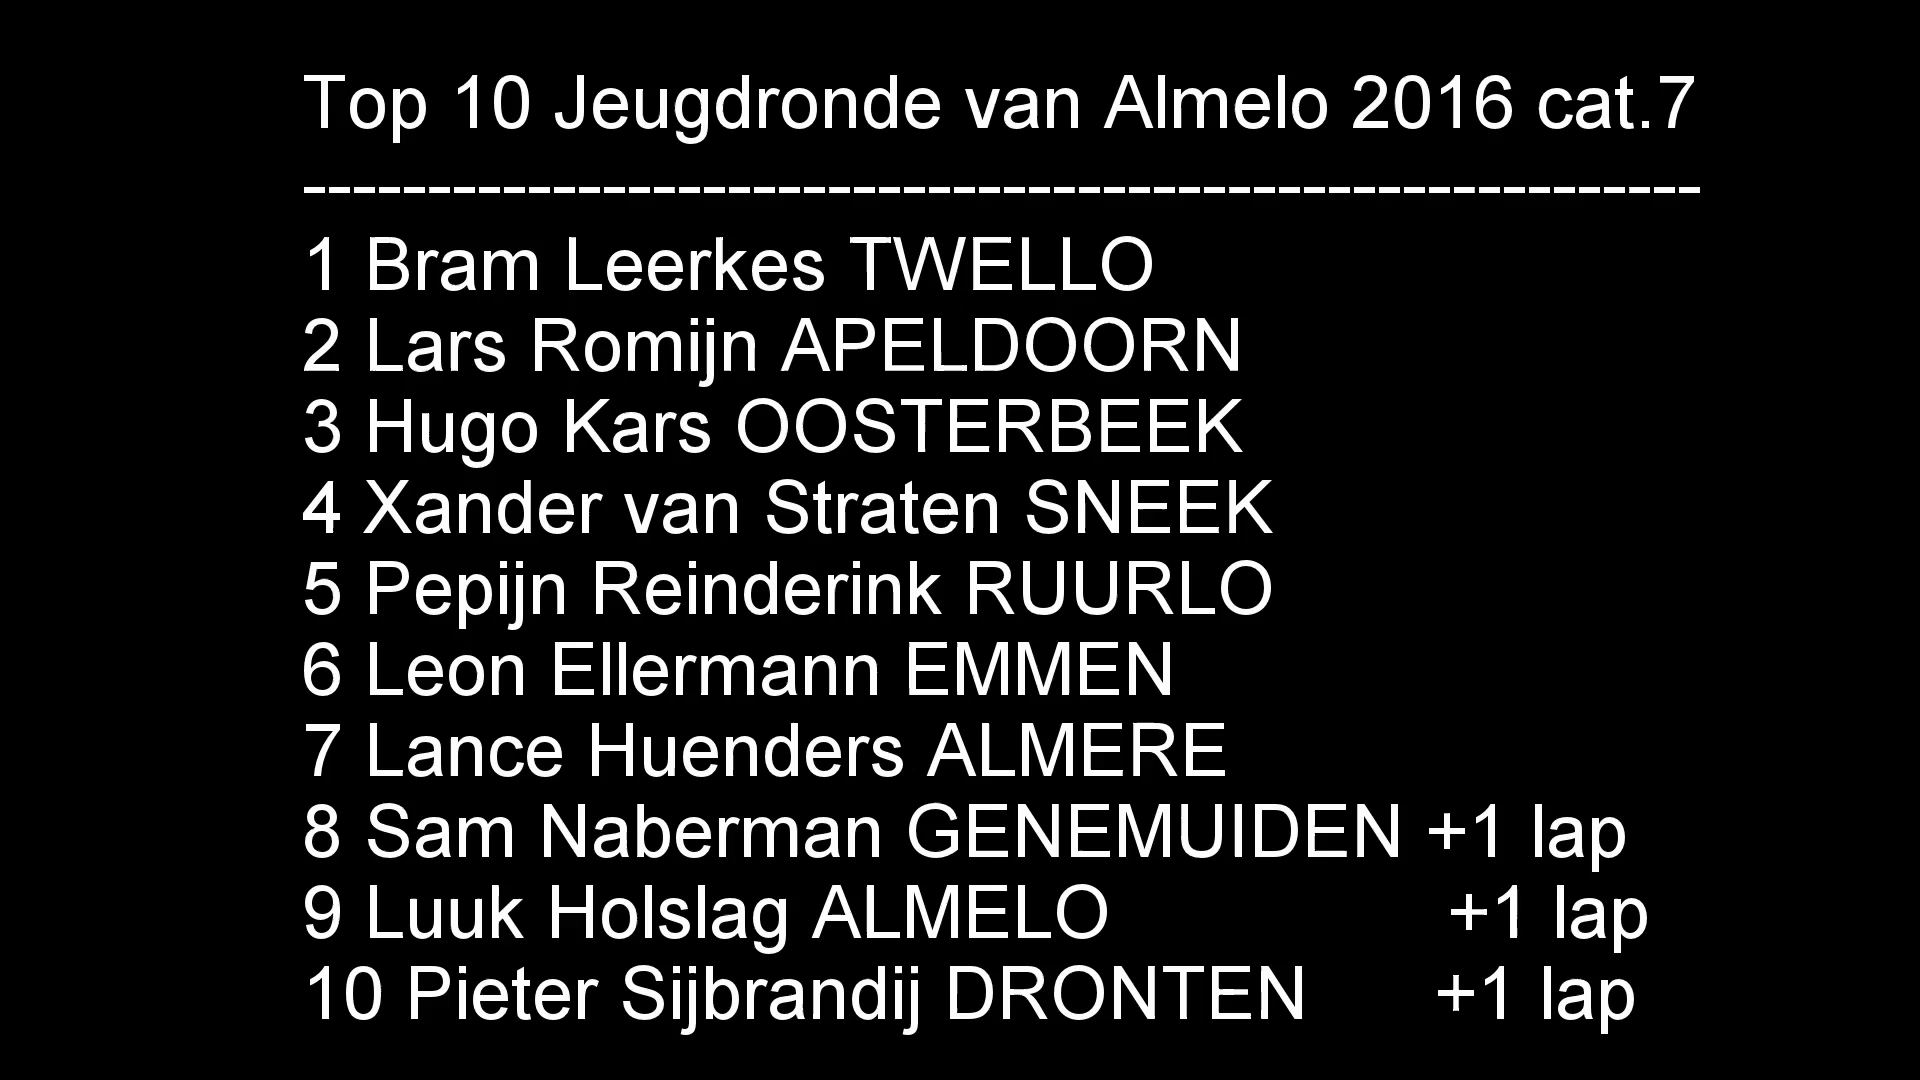 Top 10 Jeugdronde van Almelo 2016 cat.7
--------------------------------------------------------
1 Bram Leerkes TWELLO
2 Lars Romijn APELDOORN
3 Hugo Kars OOSTERBEEK
4 Xander van Straten SNEEK
5 Pepijn Reinderink RUURLO
6 Leon Ellermann EMMEN
7 Lance Huenders ALMERE
8 Sam Naberman GENEMUIDEN +1 lap
9 Luuk Holslag ALMELO +1 lap
10 Pieter Sijbrandij DRONTEN +1 lap